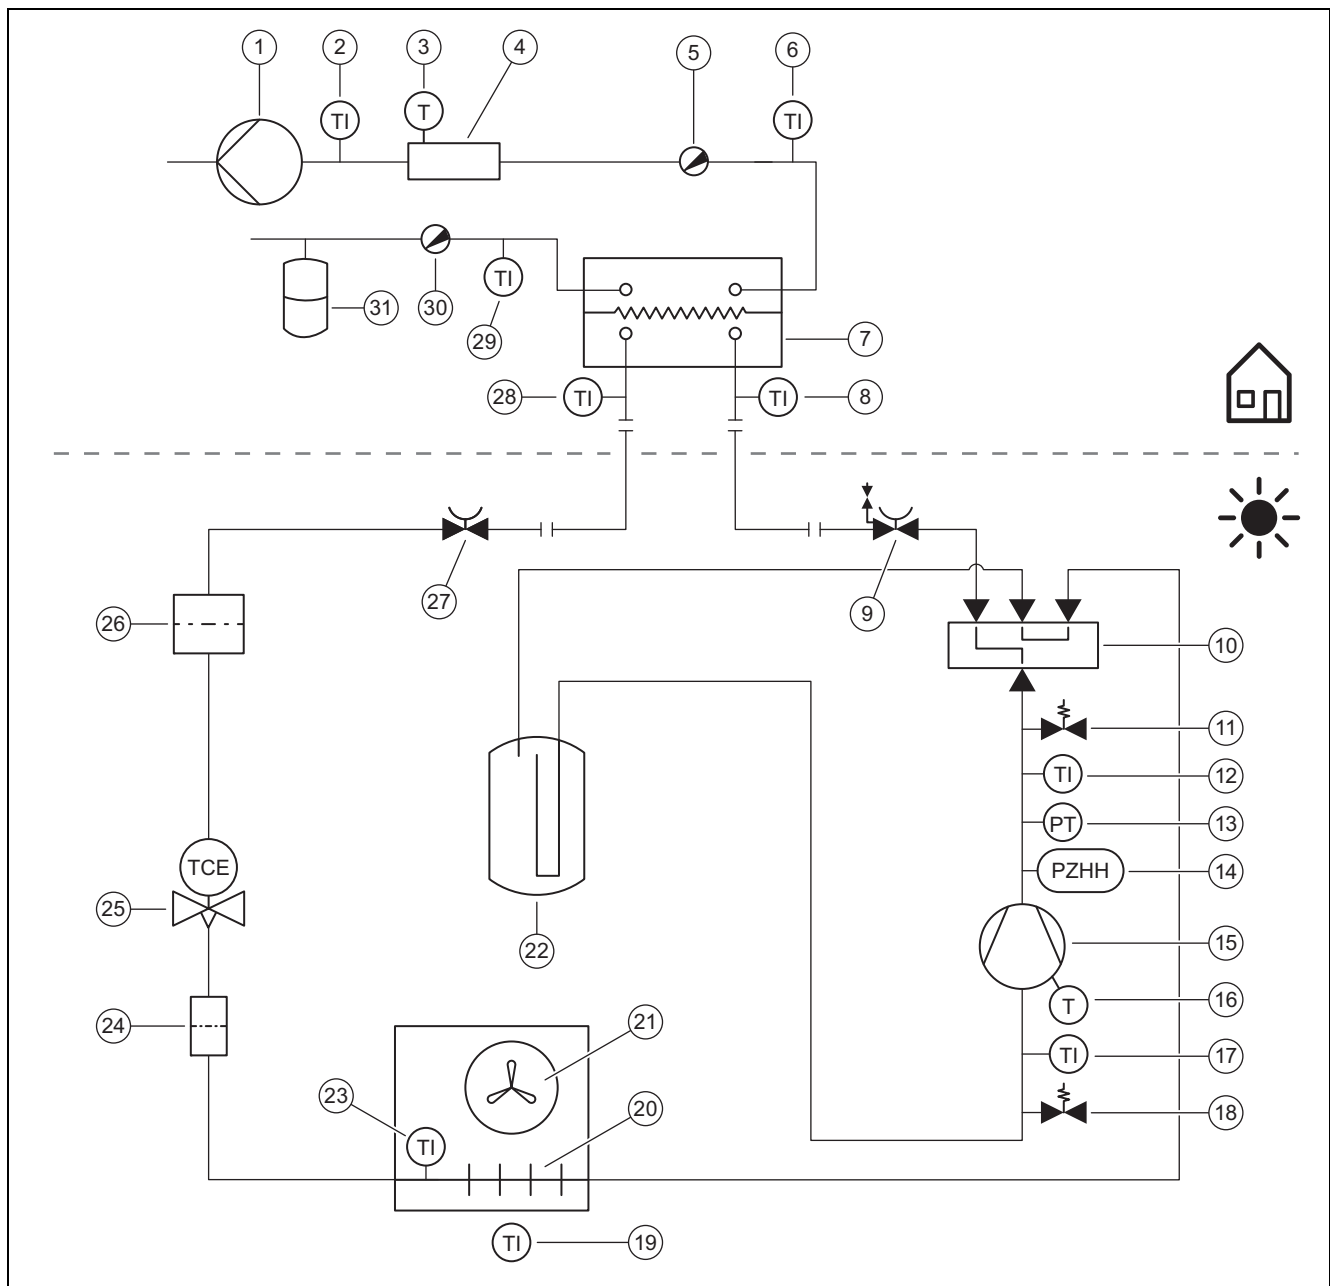 1 2 3 4 5 6
TI T TI
31 30 TI
29
7
28 TI TI 8
27 9
26
10
11
TI 12
PT 13
TCE PZHH 14
25
22 15
T 16
24 21
TI 17
23 20
18
TI
TI 19